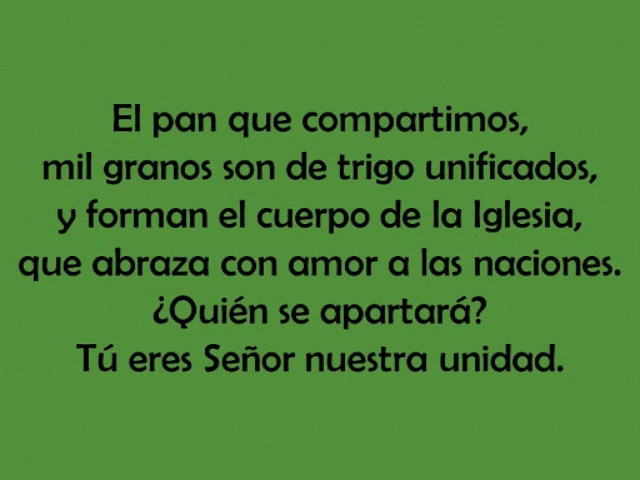 El pan que compartimos,
mil granos son de trigo unificados,
y forman el cuerpo de la Iglesia,
que abraza con amor a las naciones.
¿Quién se apartará?
Tú eres Señor nuestra unidad.